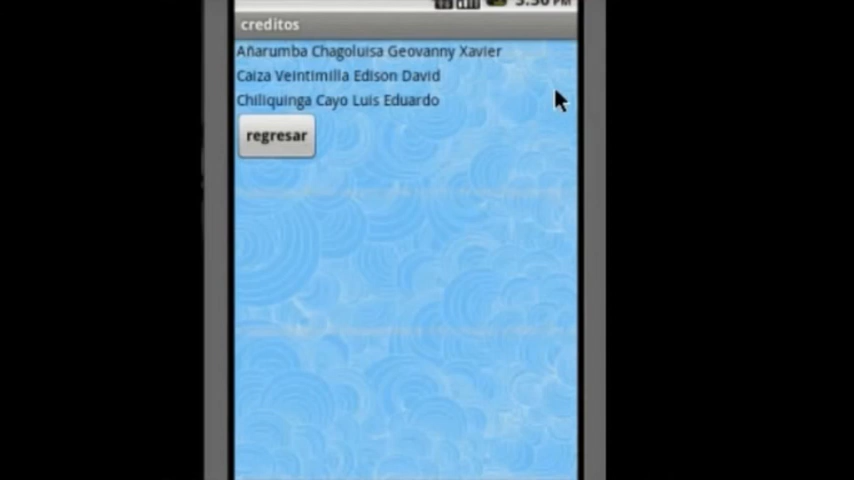 creditos
Añarumba Chagoluisa Geovanny Xavier
Caiza Veintimilla Edison David
Chiliquinga Cayo Luis Eduardo
regresar